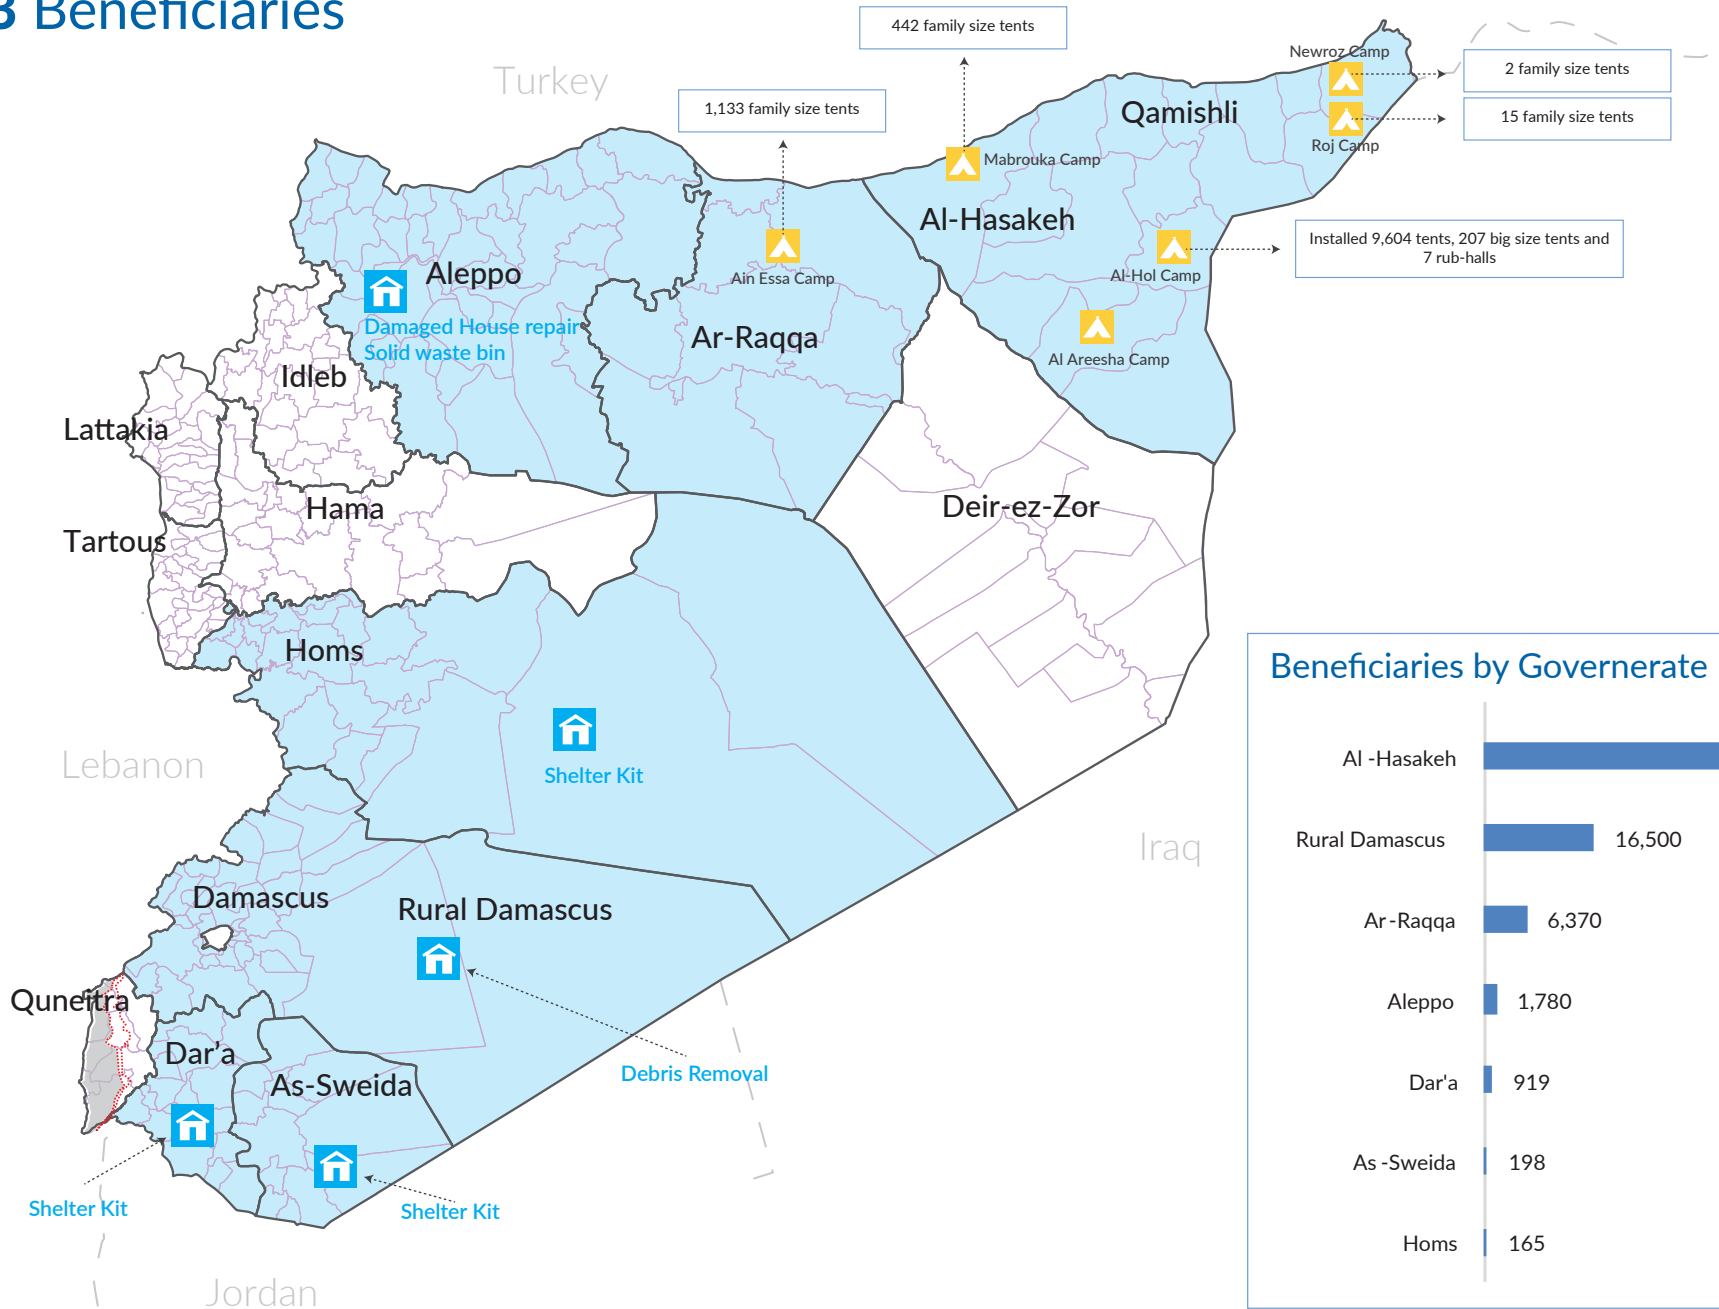 3 Beneficiaries
442 family size tents
Newroz Camp
2 family size tents
Turkey
1,133 family size tents
Qamishli
15 family size tents
Roj Camp
Mabrouka Camp
Al-Hasakeh
Installed 9,604 tents, 207 big size tents and
7 rub-halls
Aleppo
Ain Essa Camp
Al-Hol Camp
Damaged House repair
Solid waste bin
Ar-Raqqa
Al Areesha Camp
Idleb
Lattakia
Hama
Deir-ez-Zor
Tartous
Homs
Shelter Kit
Lebanon
Iraq
Damascus
Rural Damascus
Quneitra
Dar’a
As-Sweida
Debris Removal
Shelter Kit
Shelter Kit
Jordan
Beneficiaries by Governerate
Al -Hasakeh
Rural Damascus 16,500
Ar-Raqqa 6,370
Aleppo 1,780
Dar'a 919
As -Sweida 198
Homs 165